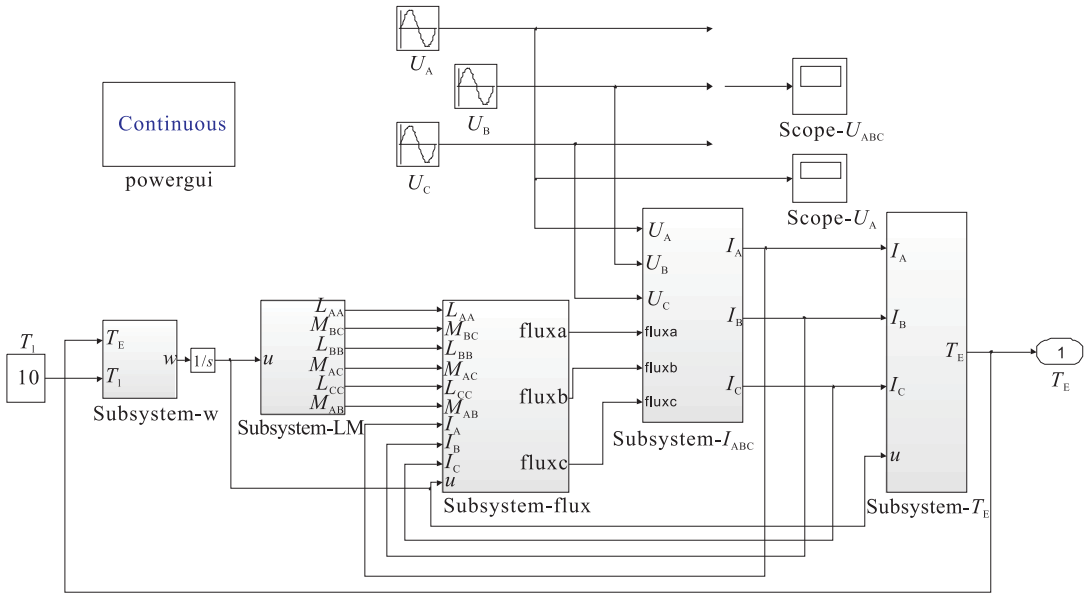 U_A
U_B
U_C
Scope-U_ABC
Scope-U_A
Continuous
powergui
T_1
10
T_E
T_1
w
Subsystem-w
1/s
u
L_AA
M_BC
L_BB
M_AC
L_CC
M_AB
Subsystem-LM
L_AA
M_BC
L_BB
M_AC
L_CC
M_AB
I_A
I_B
I_C
u
fluxa
fluxb
fluxc
Subsystem-flux
U_A
U_B
U_C
fluxa
fluxb
fluxc
I_A
I_B
I_C
Subsystem-I_ABC
I_A
I_B
I_C
u
T_E
Subsystem-T_E
1
T_E